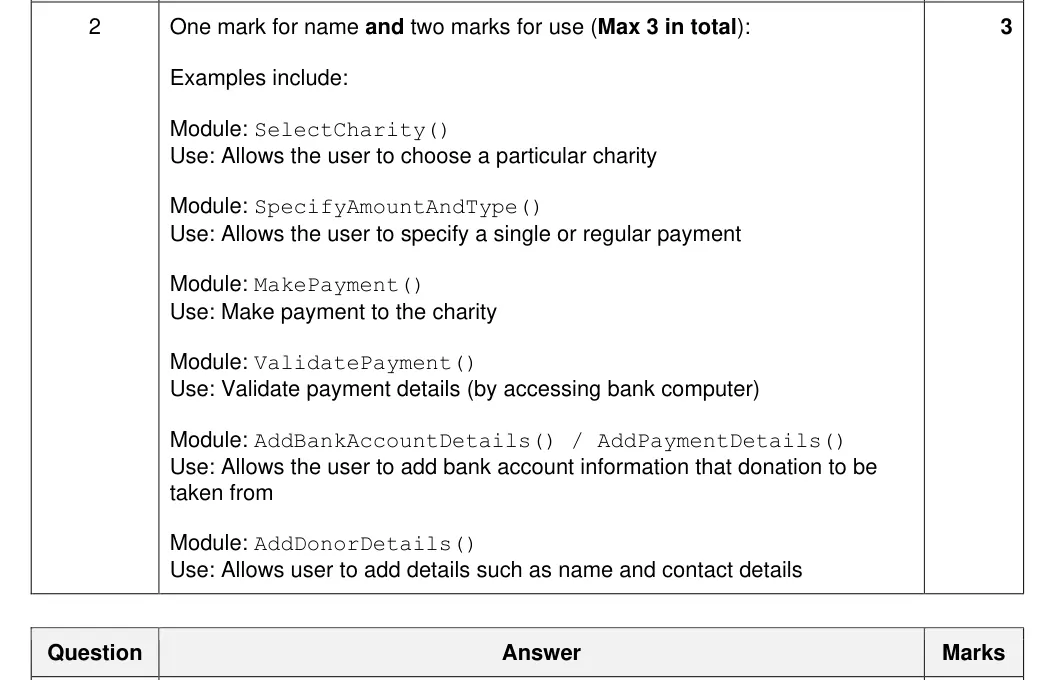 2
One mark for name and two marks for use (Max 3 in total):
3
Examples include:
Module: SelectCharity()
Use: Allows the user to choose a particular charity
Module: SpecifyAmountAndType()
Use: Allows the user to specify a single or regular payment
Module: MakePayment()
Use: Make payment to the charity
Module: ValidatePayment()
Use: Validate payment details (by accessing bank computer)
Module: AddBankAccountDetails() / AddPaymentDetails()
Use: Allows the user to add bank account information that donation to be
taken from
Module: AddDonorDetails()
Use: Allows user to add details such as name and contact details
Question
Answer
Marks